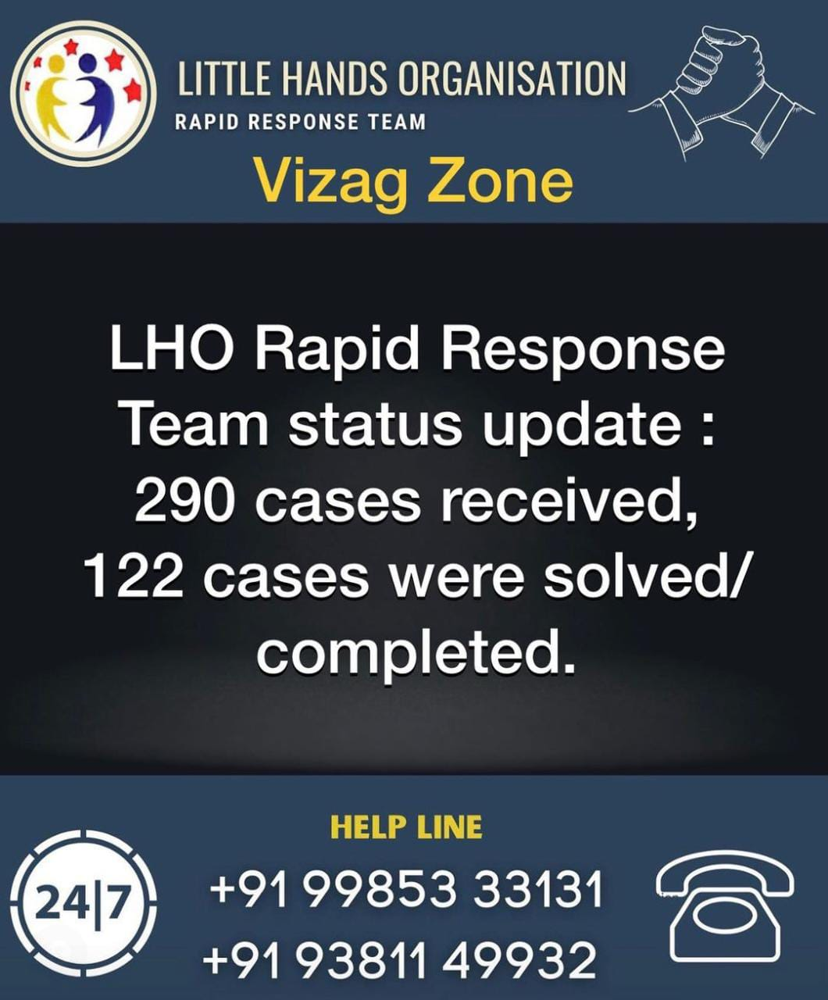 LITTLE HANDS ORGANISATION
RAPID RESPONSE TEAM
Vizag Zone
LHO Rapid Response
Team status update :
290 cases received,
122 cases were solved/
completed.
HELP LINE
24|7
+91 99853 33131
+91 93811 49932